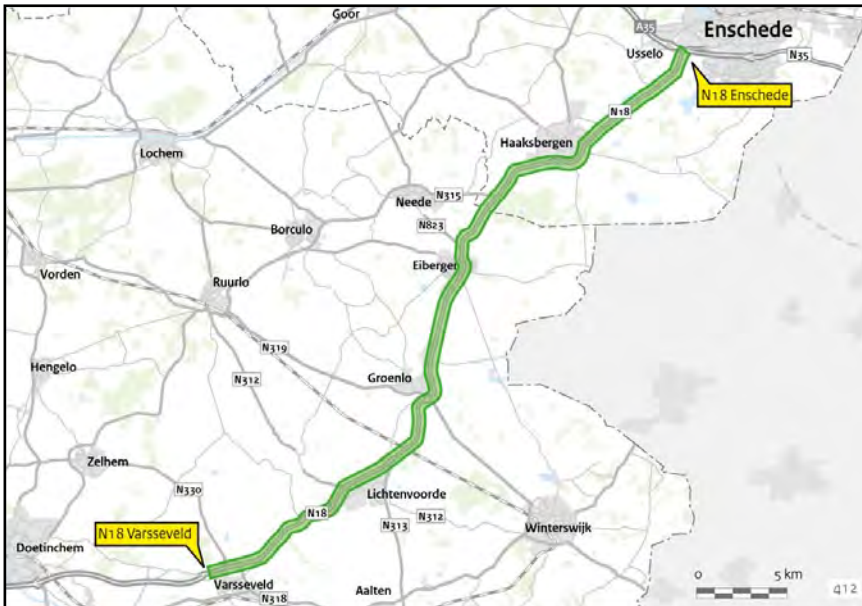 Goor
A35
Enschede
Usselo
N35
N18 Enschede
N18
Haaksbergen
Lochem
N315
Neede
Borculo
N823
Eibergen
Vorden
Ruurlo
N319
Hengelo
N312
Groenlo
Zelhem
N330
Lichtenvoorde
N18
N312
N313
Winterswijk
N18 Varsseveld
Doetinchem
Varsseveld
N318
Aalten
0 5 km
412